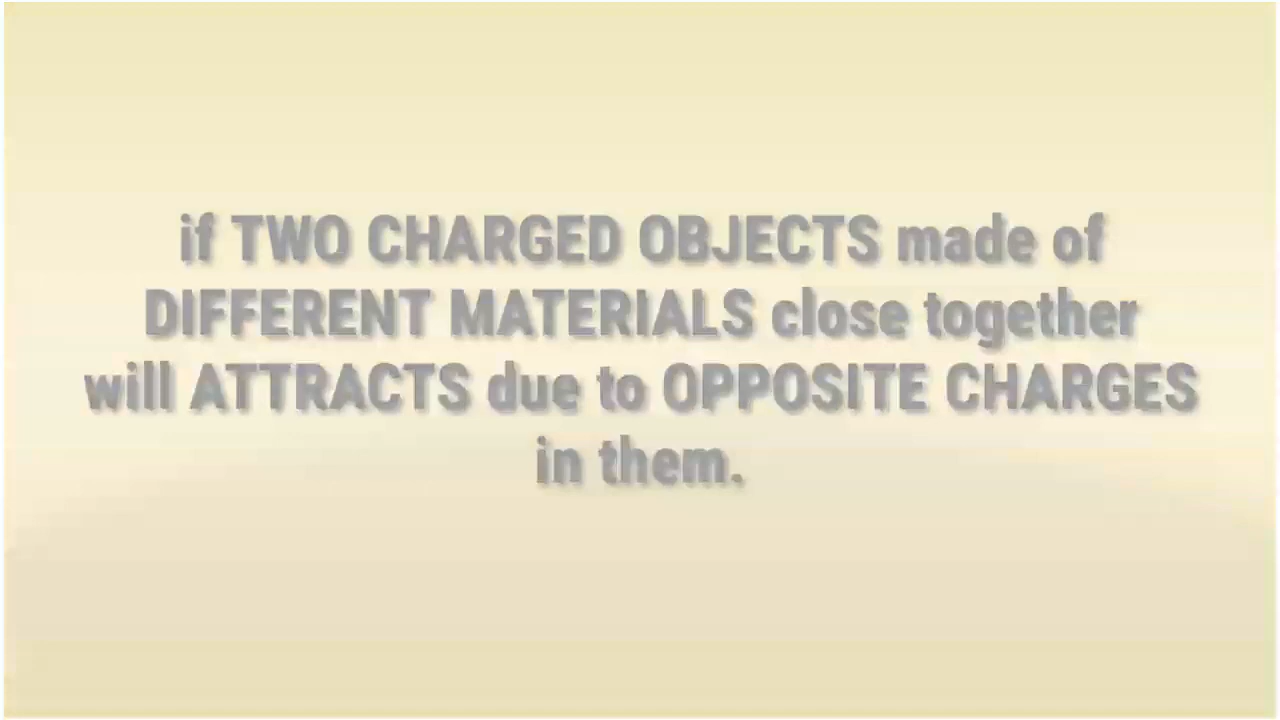 if TWO CHARGED OBJECTS made of
DIFFERENT MATERIALS close together
will ATTRACTS due to OPPOSITE CHARGES
in them.